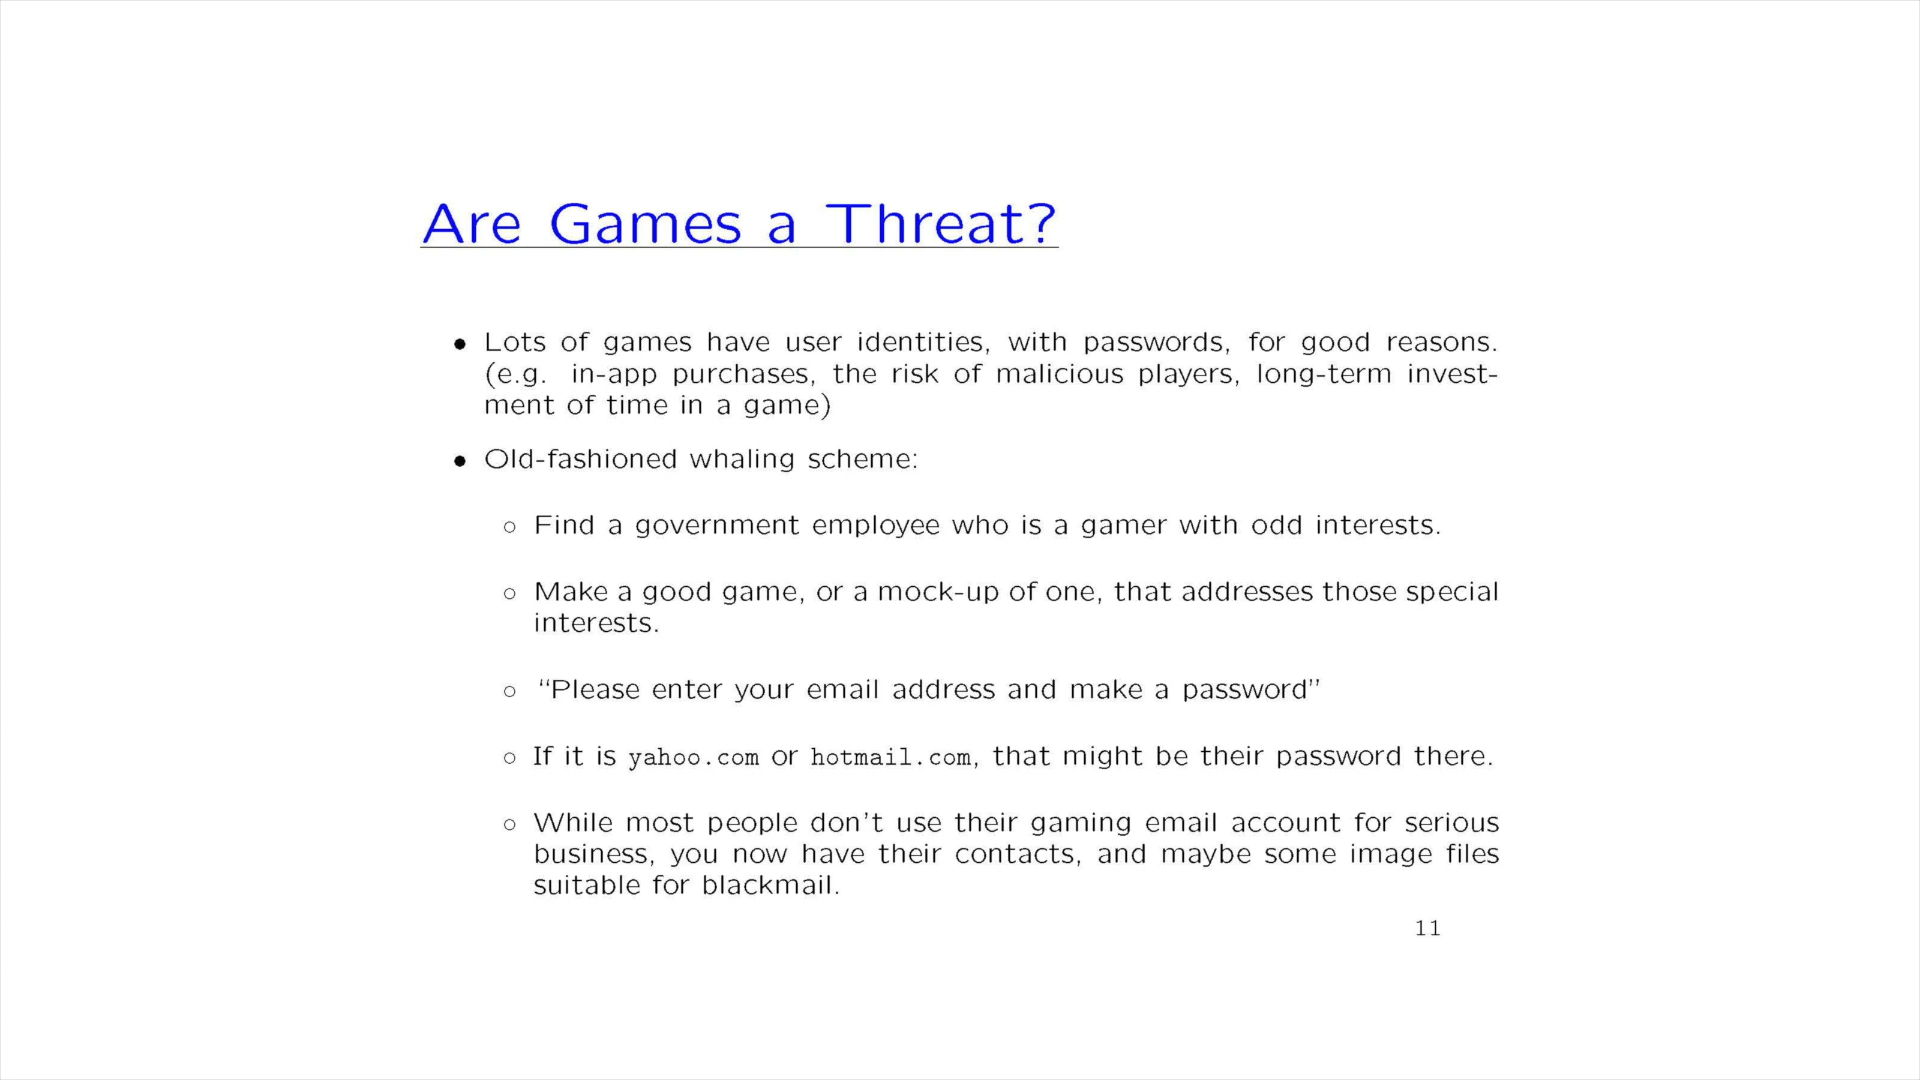 Are Games a Threat?
• Lots of games have user identities, with passwords, for good reasons.
(e.g. in-app purchases, the risk of malicious players, long-term invest-
ment of time in a game)
• Old-fashioned whaling scheme:
◦ Find a government employee who is a gamer with odd interests.
◦ Make a good game, or a mock-up of one, that addresses those special
interests.
◦ “Please enter your email address and make a password”
◦ If it is yahoo.com or hotmail.com, that might be their password there.
◦ While most people don’t use their gaming email account for serious
business, you now have their contacts, and maybe some image files
suitable for blackmail.
11